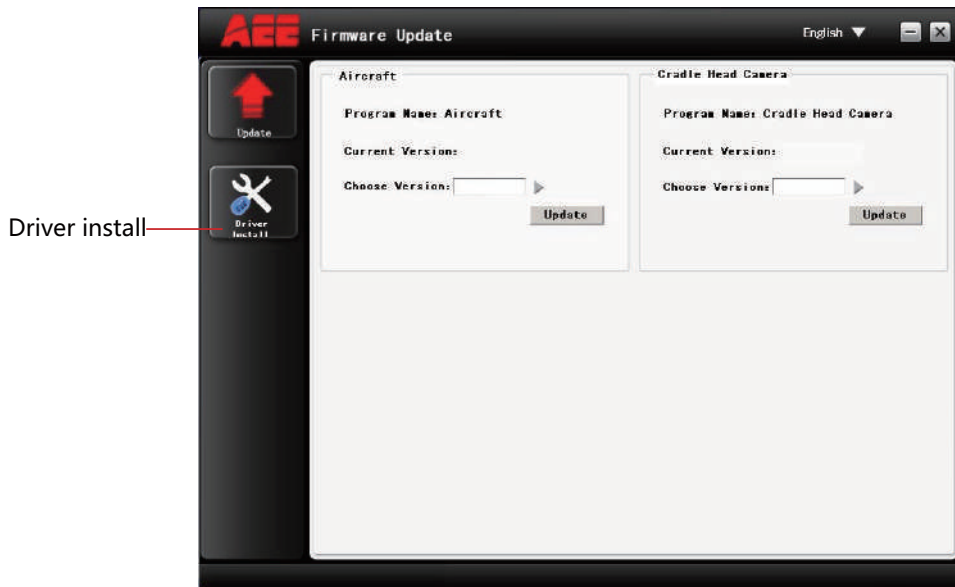 AEE Firmware Update English
Update
Driver
Install
Driver install
Aircraft
Program Name: Aircraft
Current Version:
Choose Version:
Update
Cradle Head Camera
Program Name: Cradle Head Camera
Current Version:
Choose Version:
Update